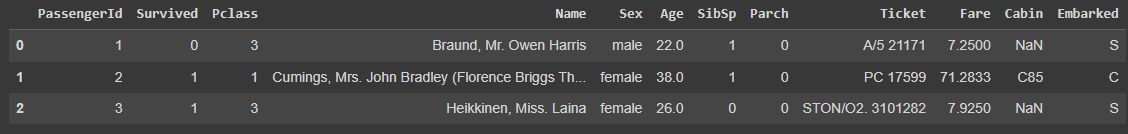 PassengerId Survived Pclass Name Sex Age SibSp Parch Ticket Fare Cabin Embarked
0 1 0 3 Braund, Mr. Owen Harris male 22.0 1 0 A/5 21171 7.2500 NaN S
1 2 1 1 Cumings, Mrs. John Bradley (Florence Briggs Th... female 38.0 1 0 PC 17599 71.2833 C85 C
2 3 1 3 Heikkinen, Miss. Laina female 26.0 0 0 STON/O2. 3101282 7.9250 NaN S